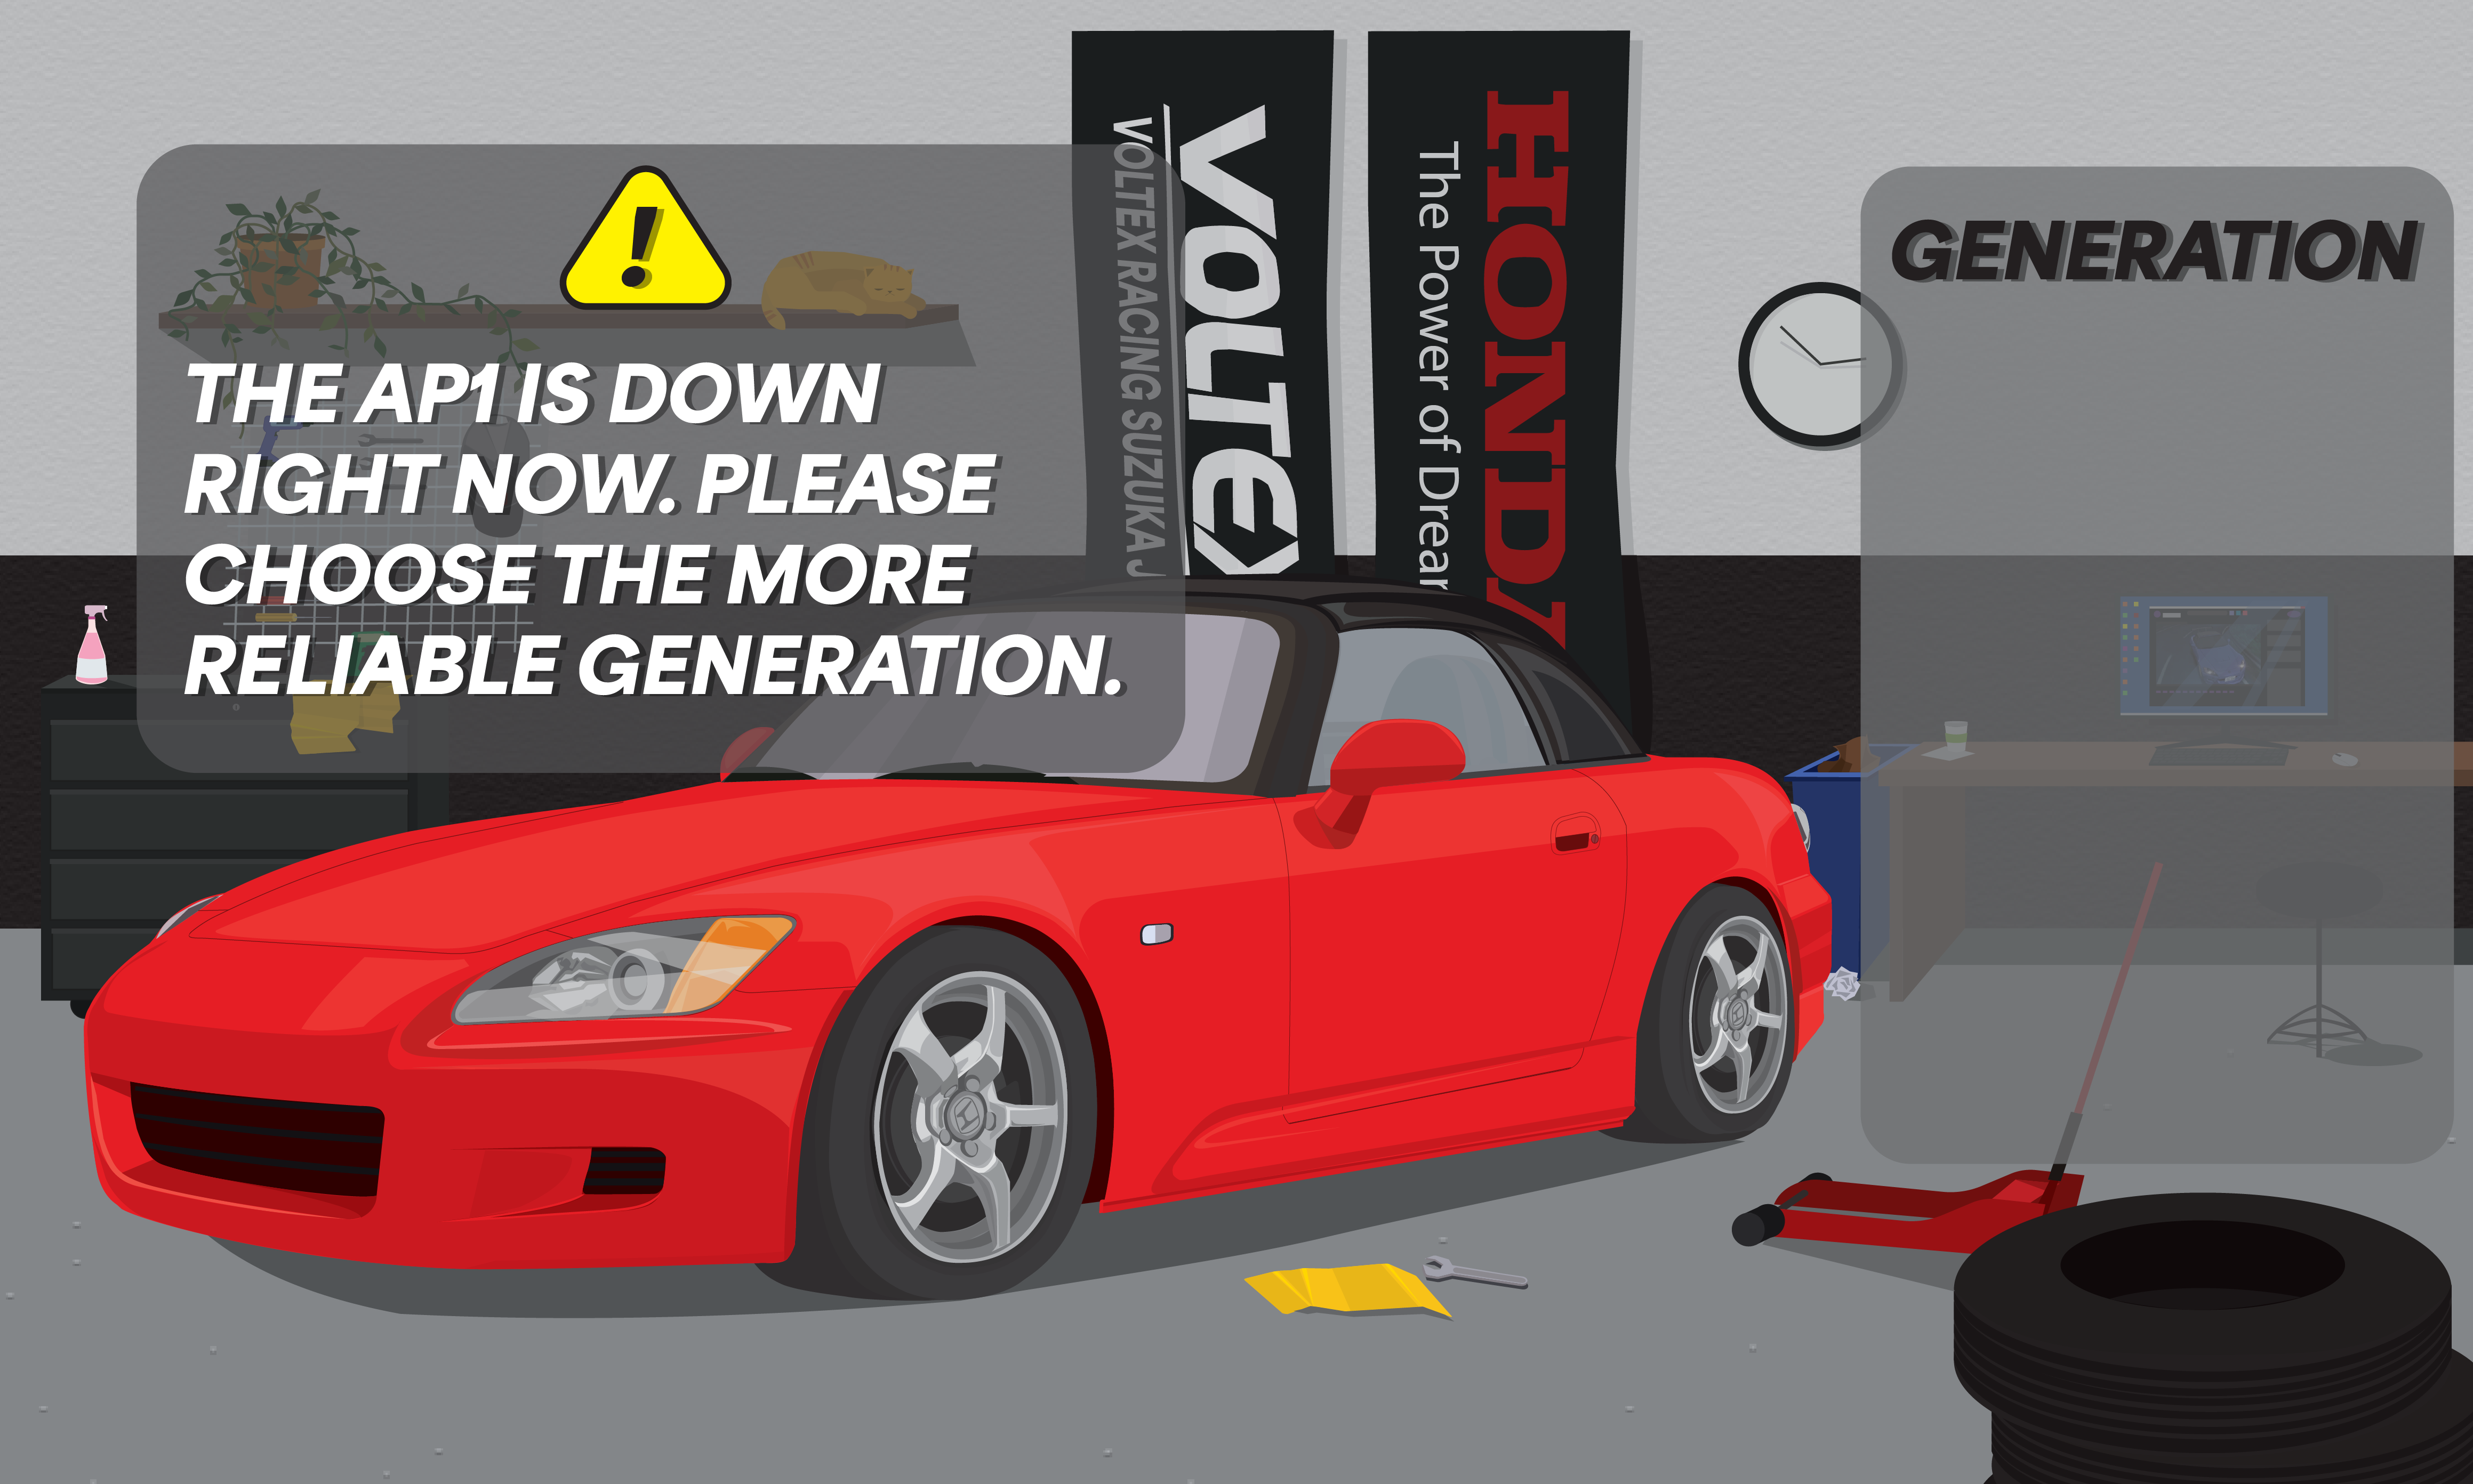 THE AP1 IS DOWN
RIGHT NOW. PLEASE
CHOOSE THE MORE
RELIABLE GENERATION.
VOLTEX RACING SUZUKA J
VOLTEX
HONDA
The Power of Drea
GENERATION